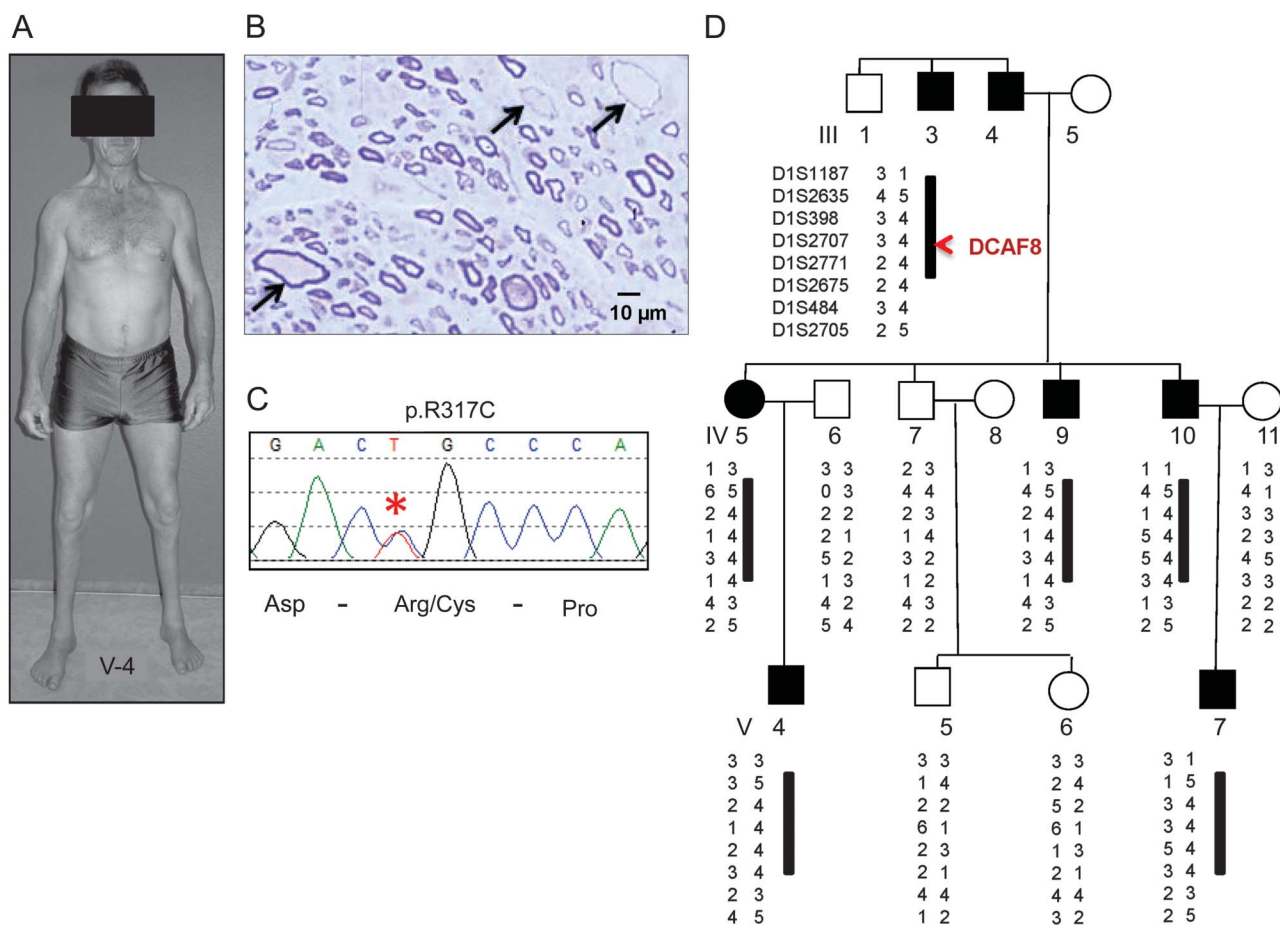 A
V-4
B
10 μm
C
p.R317C
G A C T G C C C A
*
Asp - Arg/Cys - Pro
D
III 1 3 4 5
D1S1187 3 1
D1S2635 4 5
D1S398 3 4
D1S2707 3 4
DCAF8
D1S2771 2 4
D1S2675 2 4
D1S484 3 4
D1S2705 2 5
IV 5 6 7 8 9 10 11
1 3 3 3 2 3 1 3 1 1 1 3
6 5 0 3 4 4 4 5 4 5 4 1
2 4 2 2 2 3 2 4 1 4 2 2
1 4 2 1 1 4 1 4 5 4 2 3
3 4 5 2 3 2 3 4 5 4 4 5
1 4 1 3 1 2 1 4 3 4 3 3
4 3 4 2 4 3 4 3 1 3 2 2
2 5 5 4 2 2 2 5 2 5 2 2
V 4 5 6 7
3 3 3 3 3 3 3 1
3 5 1 4 2 4 1 5
2 4 2 2 5 2 3 4
1 4 6 1 6 1 3 4
2 4 2 3 1 3 5 4
3 4 2 1 2 1 3 4
2 3 4 4 4 4 2 3
4 5 1 2 3 2 2 5